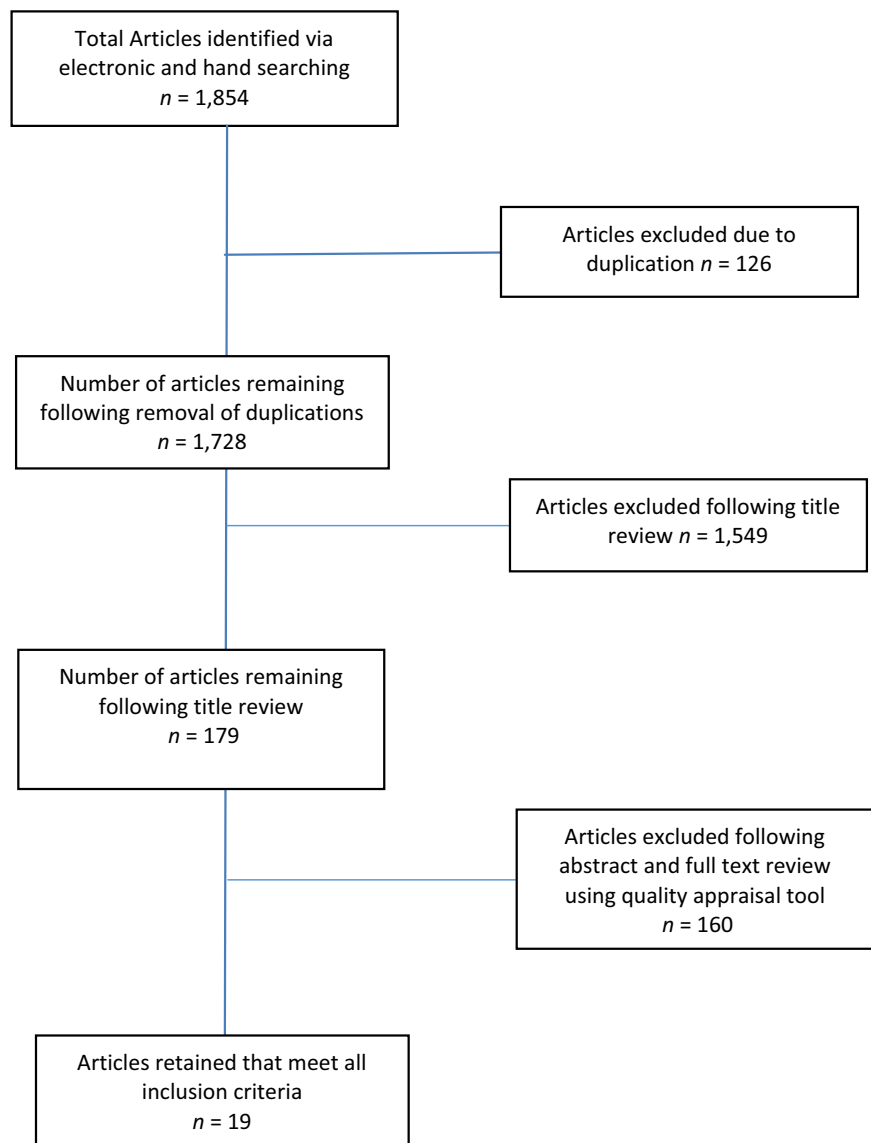 Total Articles identified via
electronic and hand searching
n = 1,854
Articles excluded due to
duplication n = 126
Number of articles remaining
following removal of duplications
n = 1,728
Articles excluded following title
review n = 1,549
Number of articles remaining
following title review
n = 179
Articles excluded following
abstract and full text review
using quality appraisal tool
n = 160
Articles retained that meet all
inclusion criteria
n = 19